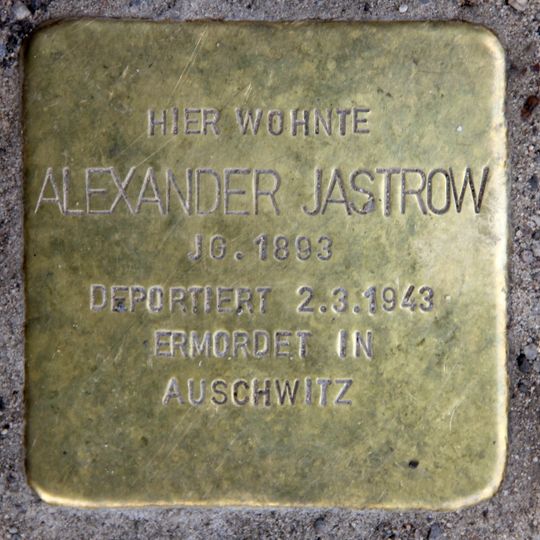 HIER WOHNTE
ALEXANDER JASTROW
JG. 1893
DEPORTIERT 2.3.1943
ERMORDET IN
AUSCHWITZ